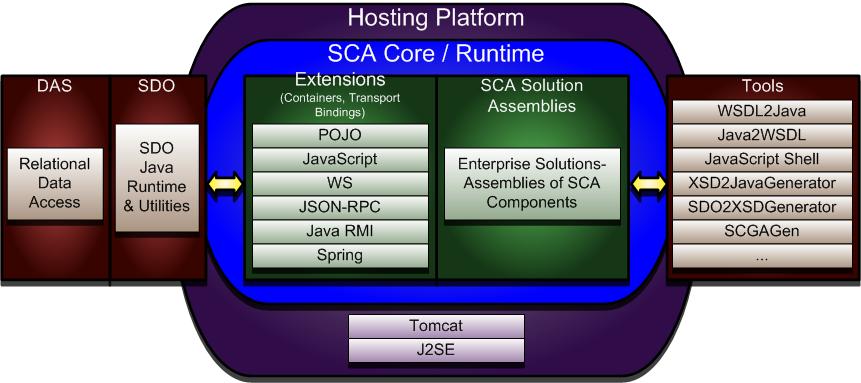 Hosting Platform
SCA Core / Runtime
DAS
Relational
Data
Access
SDO
SDO
Java
Runtime
& Utilities
Extensions
(Containers, Transport
Bindings)
POJO
JavaScript
WS
JSON-RPC
Java RMI
Spring
SCA Solution
Assemblies
Enterprise Solutions-
Assemblies of SCA
Components
Tools
WSDL2Java
Java2WSDL
JavaScript Shell
XSD2JavaGenerator
SDO2XSDGenerator
SCGAGen
...
Tomcat
J2SE